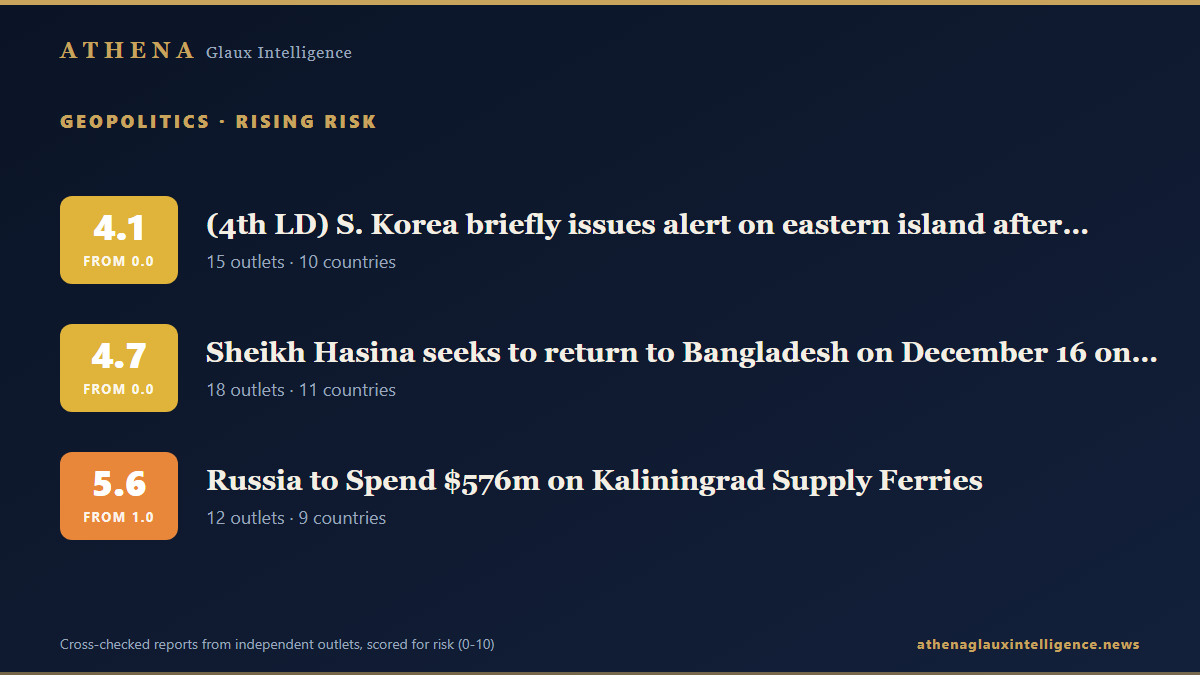 ATHENA Glaux Intelligence
GEOPOLITICS · RISING RISK
4.1
FROM 0.0
(4th LD) S. Korea briefly issues alert on eastern island after...
15 outlets · 10 countries
4.7
FROM 0.0
Sheikh Hasina seeks to return to Bangladesh on December 16 on...
18 outlets · 11 countries
5.6
FROM 1.0
Russia to Spend $576m on Kaliningrad Supply Ferries
12 outlets · 9 countries
Cross-checked reports from independent outlets, scored for risk (0-10)
athenaglauxintelligence.news